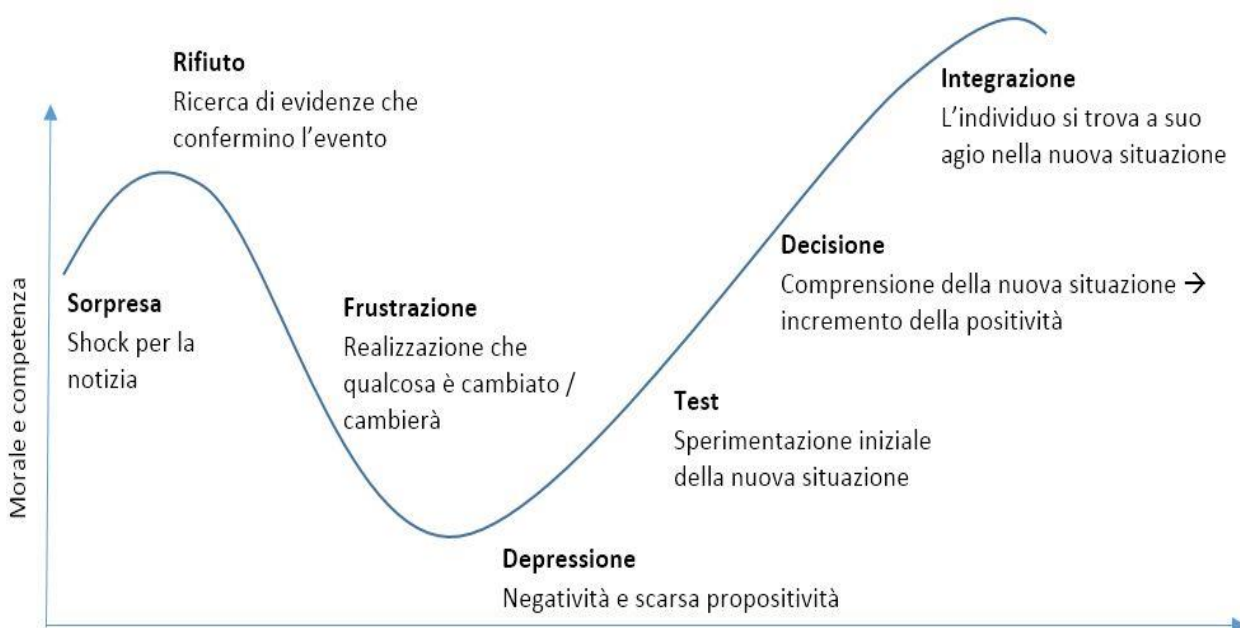 Rifiuto
Ricerca di evidenze che
confermino l'evento
Integrazione
L'individuo si trova a suo
agio nella nuova situazione
Decisione
Comprensione della nuova situazione →
incremento della positività
Sorpresa
Shock per la
notizia
Frustrazione
Realizzazione che
qualcosa è cambiato /
cambierà
Test
Sperimentazione iniziale
della nuova situazione
Depressione
Negatività e scarsa propositività
Morale e competenza